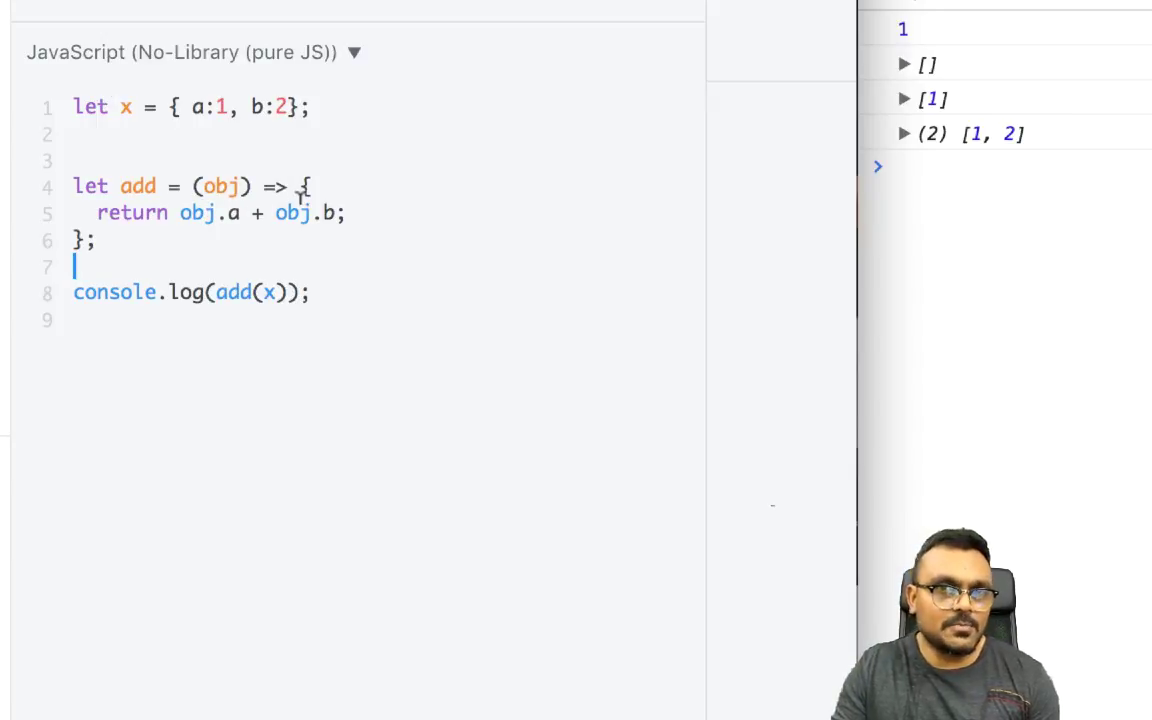 JavaScript (No-Library (pure JS)) ▼
1 let x = { a:1, b:2};
2
3
4 let add = (obj) => {
5 return obj.a + obj.b;
6 };
7
8 console.log(add(x));
9
1
▶ []
▶ [1]
▶ (2) [1, 2]
>